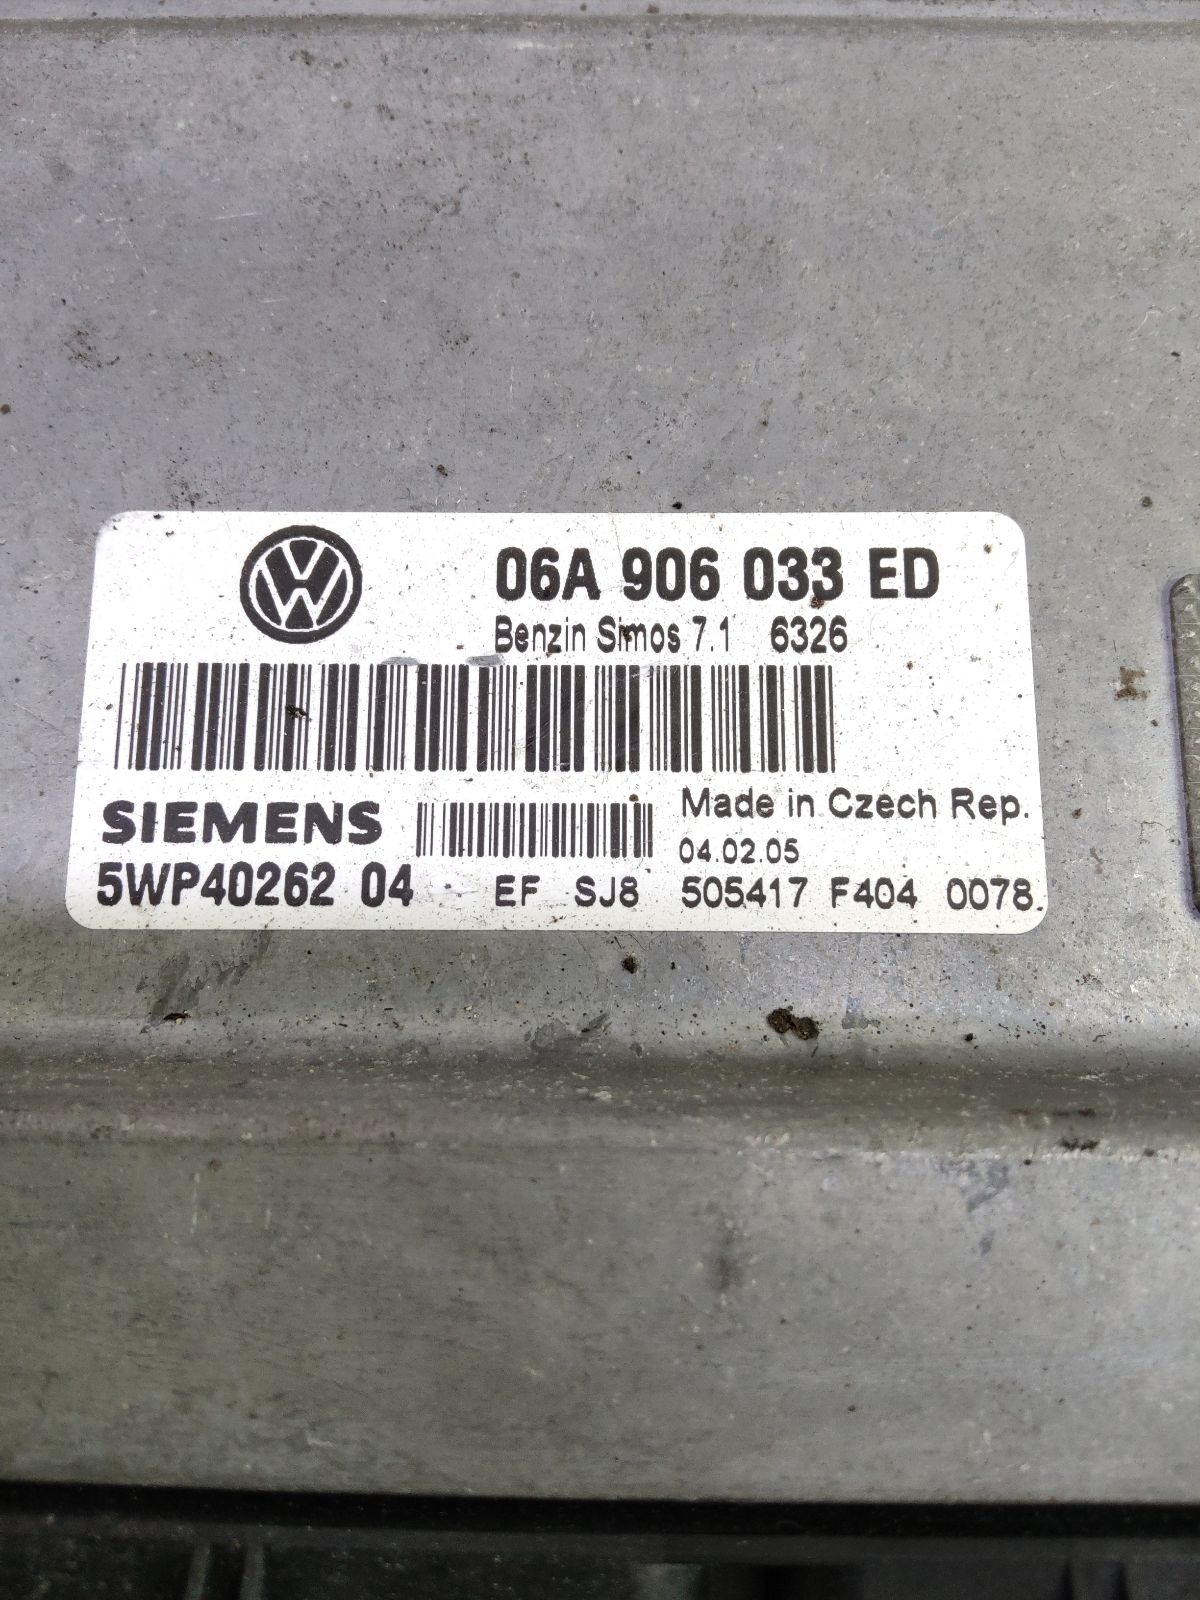 06A 906 033 ED
Benzin Simos 7.1 6326
SIEMENS
5WP40262 04
Made in Czech Rep.
04.02.05
EF SJ8 505417 F404 0078